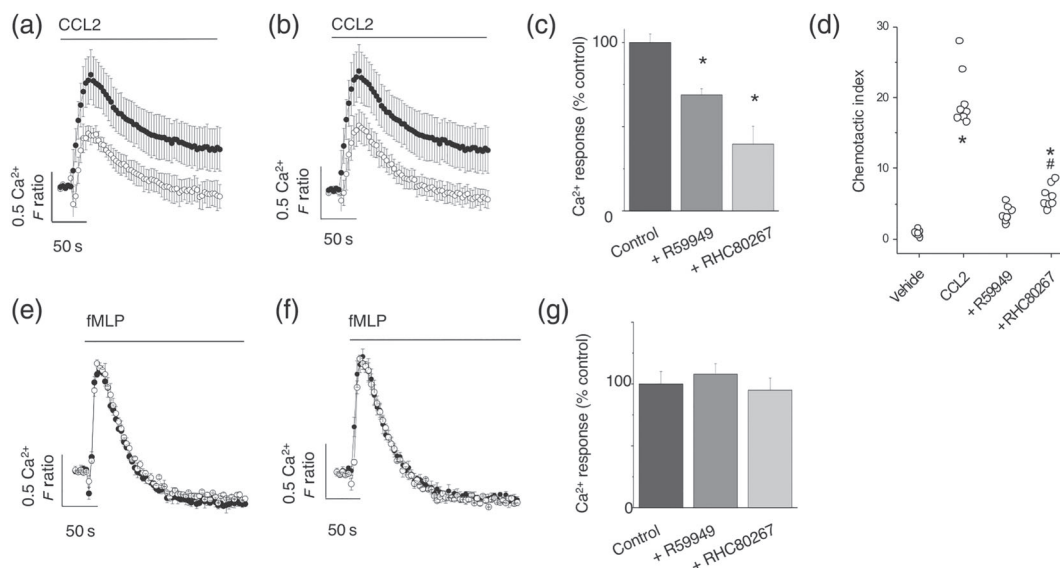 (a)
CCL2
0.5 Ca²⁺
F ratio
50 s
(b)
CCL2
0.5 Ca²⁺
F ratio
50 s
(c)
Ca²⁺ response (% control)
100
0
Control
+ R59949
+ RHC80267
*
*
(d)
Chemotactic index
30
20
10
0
*
*
#
Vehide
CCL2
+R59949
+RHC80267
(e)
fMLP
0.5 Ca²⁺
F ratio
50 s
(f)
fMLP
0.5 Ca²⁺
F ratio
50 s
(g)
Ca²⁺ response (% control)
100
0
Control
+ R59949
+ RHC80267